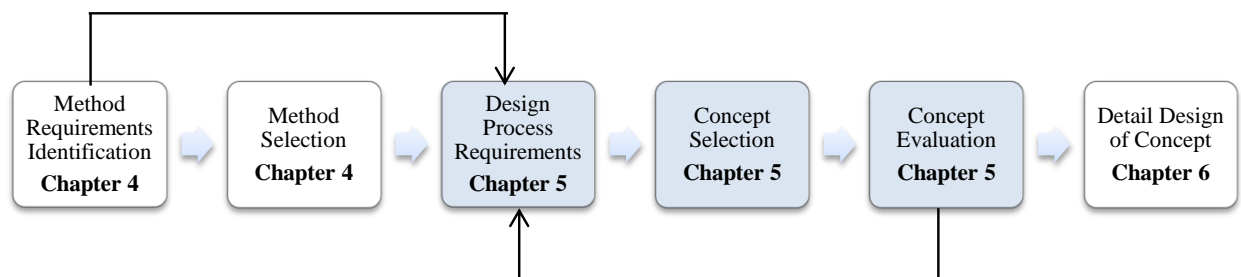 Method
Requirements
Identification
Chapter 4
Method
Selection
Chapter 4
Design
Process
Requirements
Chapter 5
Concept
Selection
Chapter 5
Concept
Evaluation
Chapter 5
Detail Design
of Concept
Chapter 6